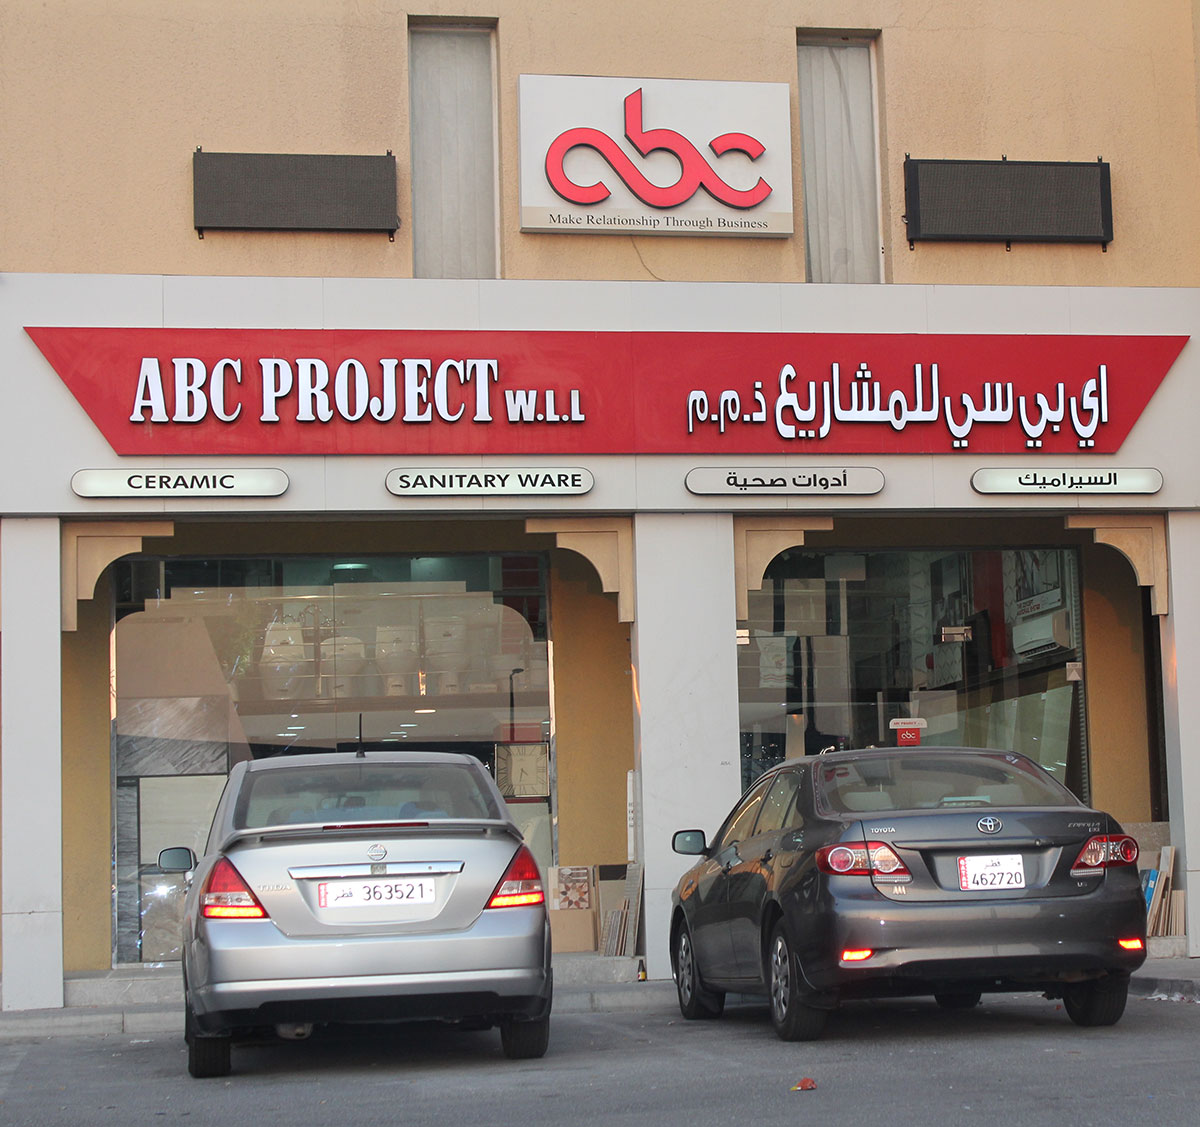 abc
Make Relationship Through Business
ABC PROJECT W.L.L
اي بي سي للمشاريع ذ.م.م
CERAMIC
SANITARY WARE
أدوات صحية
السيراميك
ABC PROJECT
abc
TIIDA
قطر 363521
TOYOTA
COROLLA
قطر
462720